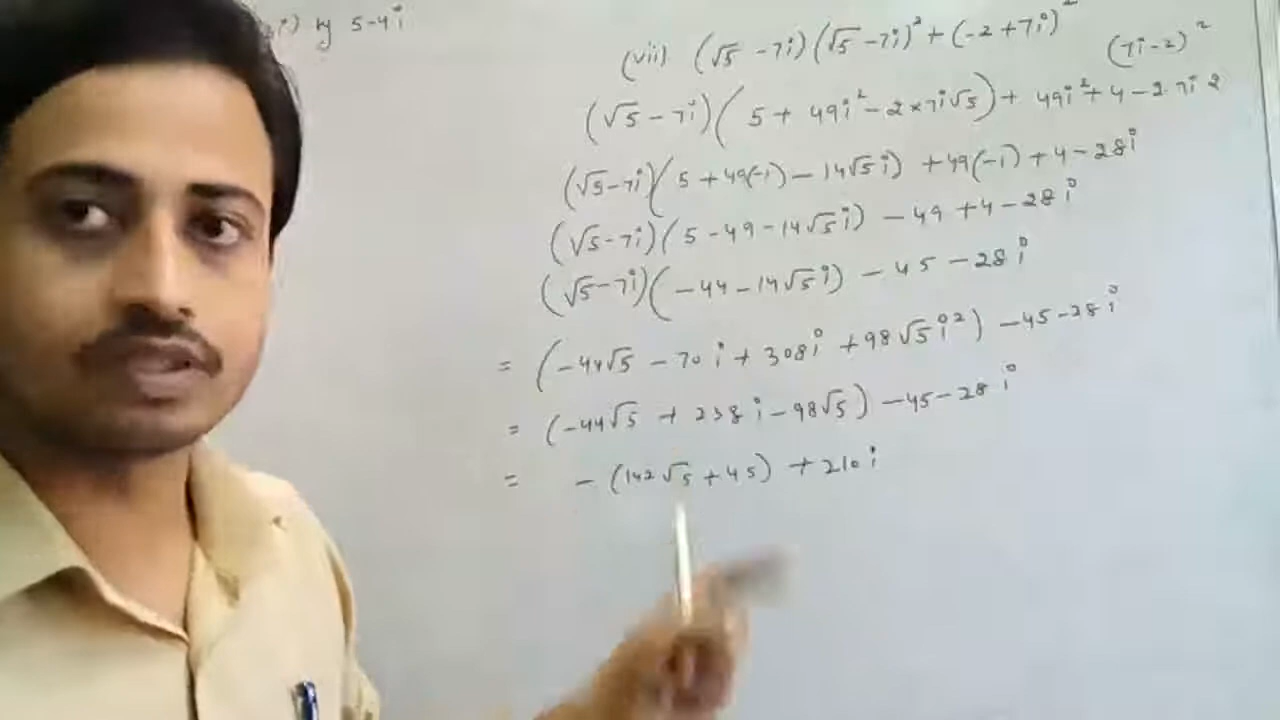 i) by 5-4i
(vii) (√5 - 7i) (√5 - 7i)² + (-2 + 7i)²
(7i - 2)²
(√5 - 7i) ( 5 + 49i² - 2 × 7i√5 ) + 49i² + 4 - 2·7i 2
(√5 - 7i) ( 5 + 49(-1) - 14√5 i ) + 49(-1) + 4 - 28i
(√5 - 7i) ( 5 - 49 - 14√5 i ) - 49 + 4 - 28i
(√5 - 7i) ( - 44 - 14√5 i ) - 45 - 28i
= ( -44√5 - 70i + 308i + 98√5 i² ) - 45 - 28i
= ( -44√5 + 238i - 98√5 ) - 45 - 28i
= - (142√5 + 45) + 210i